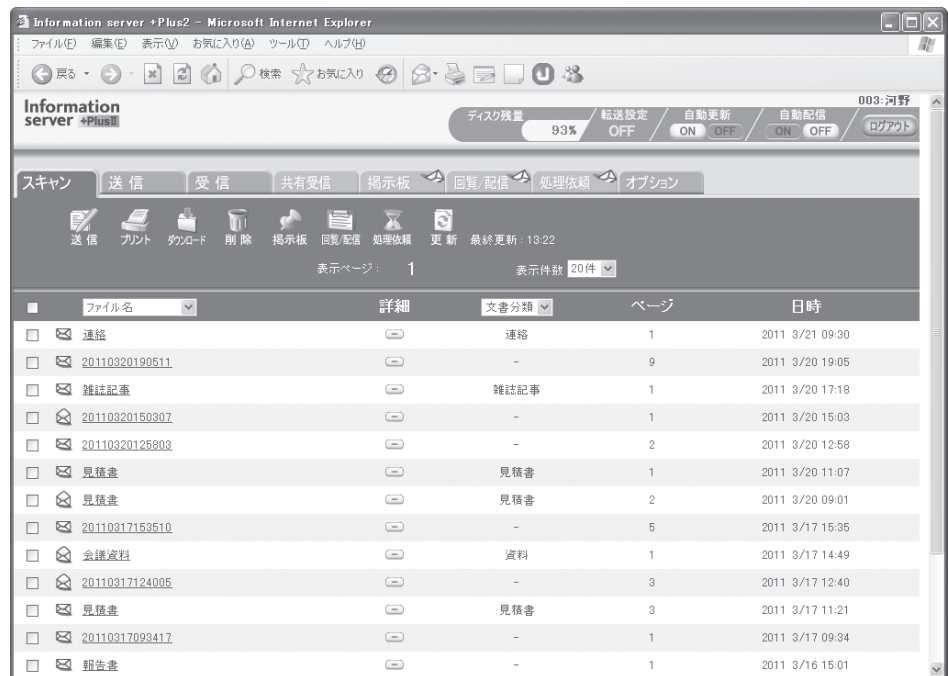 Information server +Plus2 - Microsoft Internet Explorer
ファイル(F) 編集(E) 表示(V) お気に入り(A) ツール(T) ヘルプ(H)
戻る 検索 お気に入り
003:河野
Information server +PlusII
ディスク残量 93% 転送設定 OFF 自動更新 ON OFF 自動配信 ON OFF ログアウト
スキャン 送信 受信 共有受信 掲示板 回覧/配信 処理依頼 オプション
送信 プリント ダウンロード 削除 掲示板 回覧/配信 処理依頼 更新 最終更新:13:22
表示ページ: 1 表示件数 20件
ファイル名 詳細 文書分類 ページ 日時
連絡 連絡 1 2011 3/21 09:30
20110320190511 - 9 2011 3/20 19:05
雑誌記事 雑誌記事 1 2011 3/20 17:18
20110320150307 - 1 2011 3/20 15:03
20110320125803 - 2 2011 3/20 12:58
見積書 見積書 1 2011 3/20 11:07
見積書 見積書 2 2011 3/20 09:01
20110317153510 - 5 2011 3/17 15:35
会議資料 資料 1 2011 3/17 14:49
20110317124005 - 3 2011 3/17 12:40
見積書 見積書 3 2011 3/17 11:21
20110317093417 - 1 2011 3/17 09:34
報告書 - 1 2011 3/16 15:01